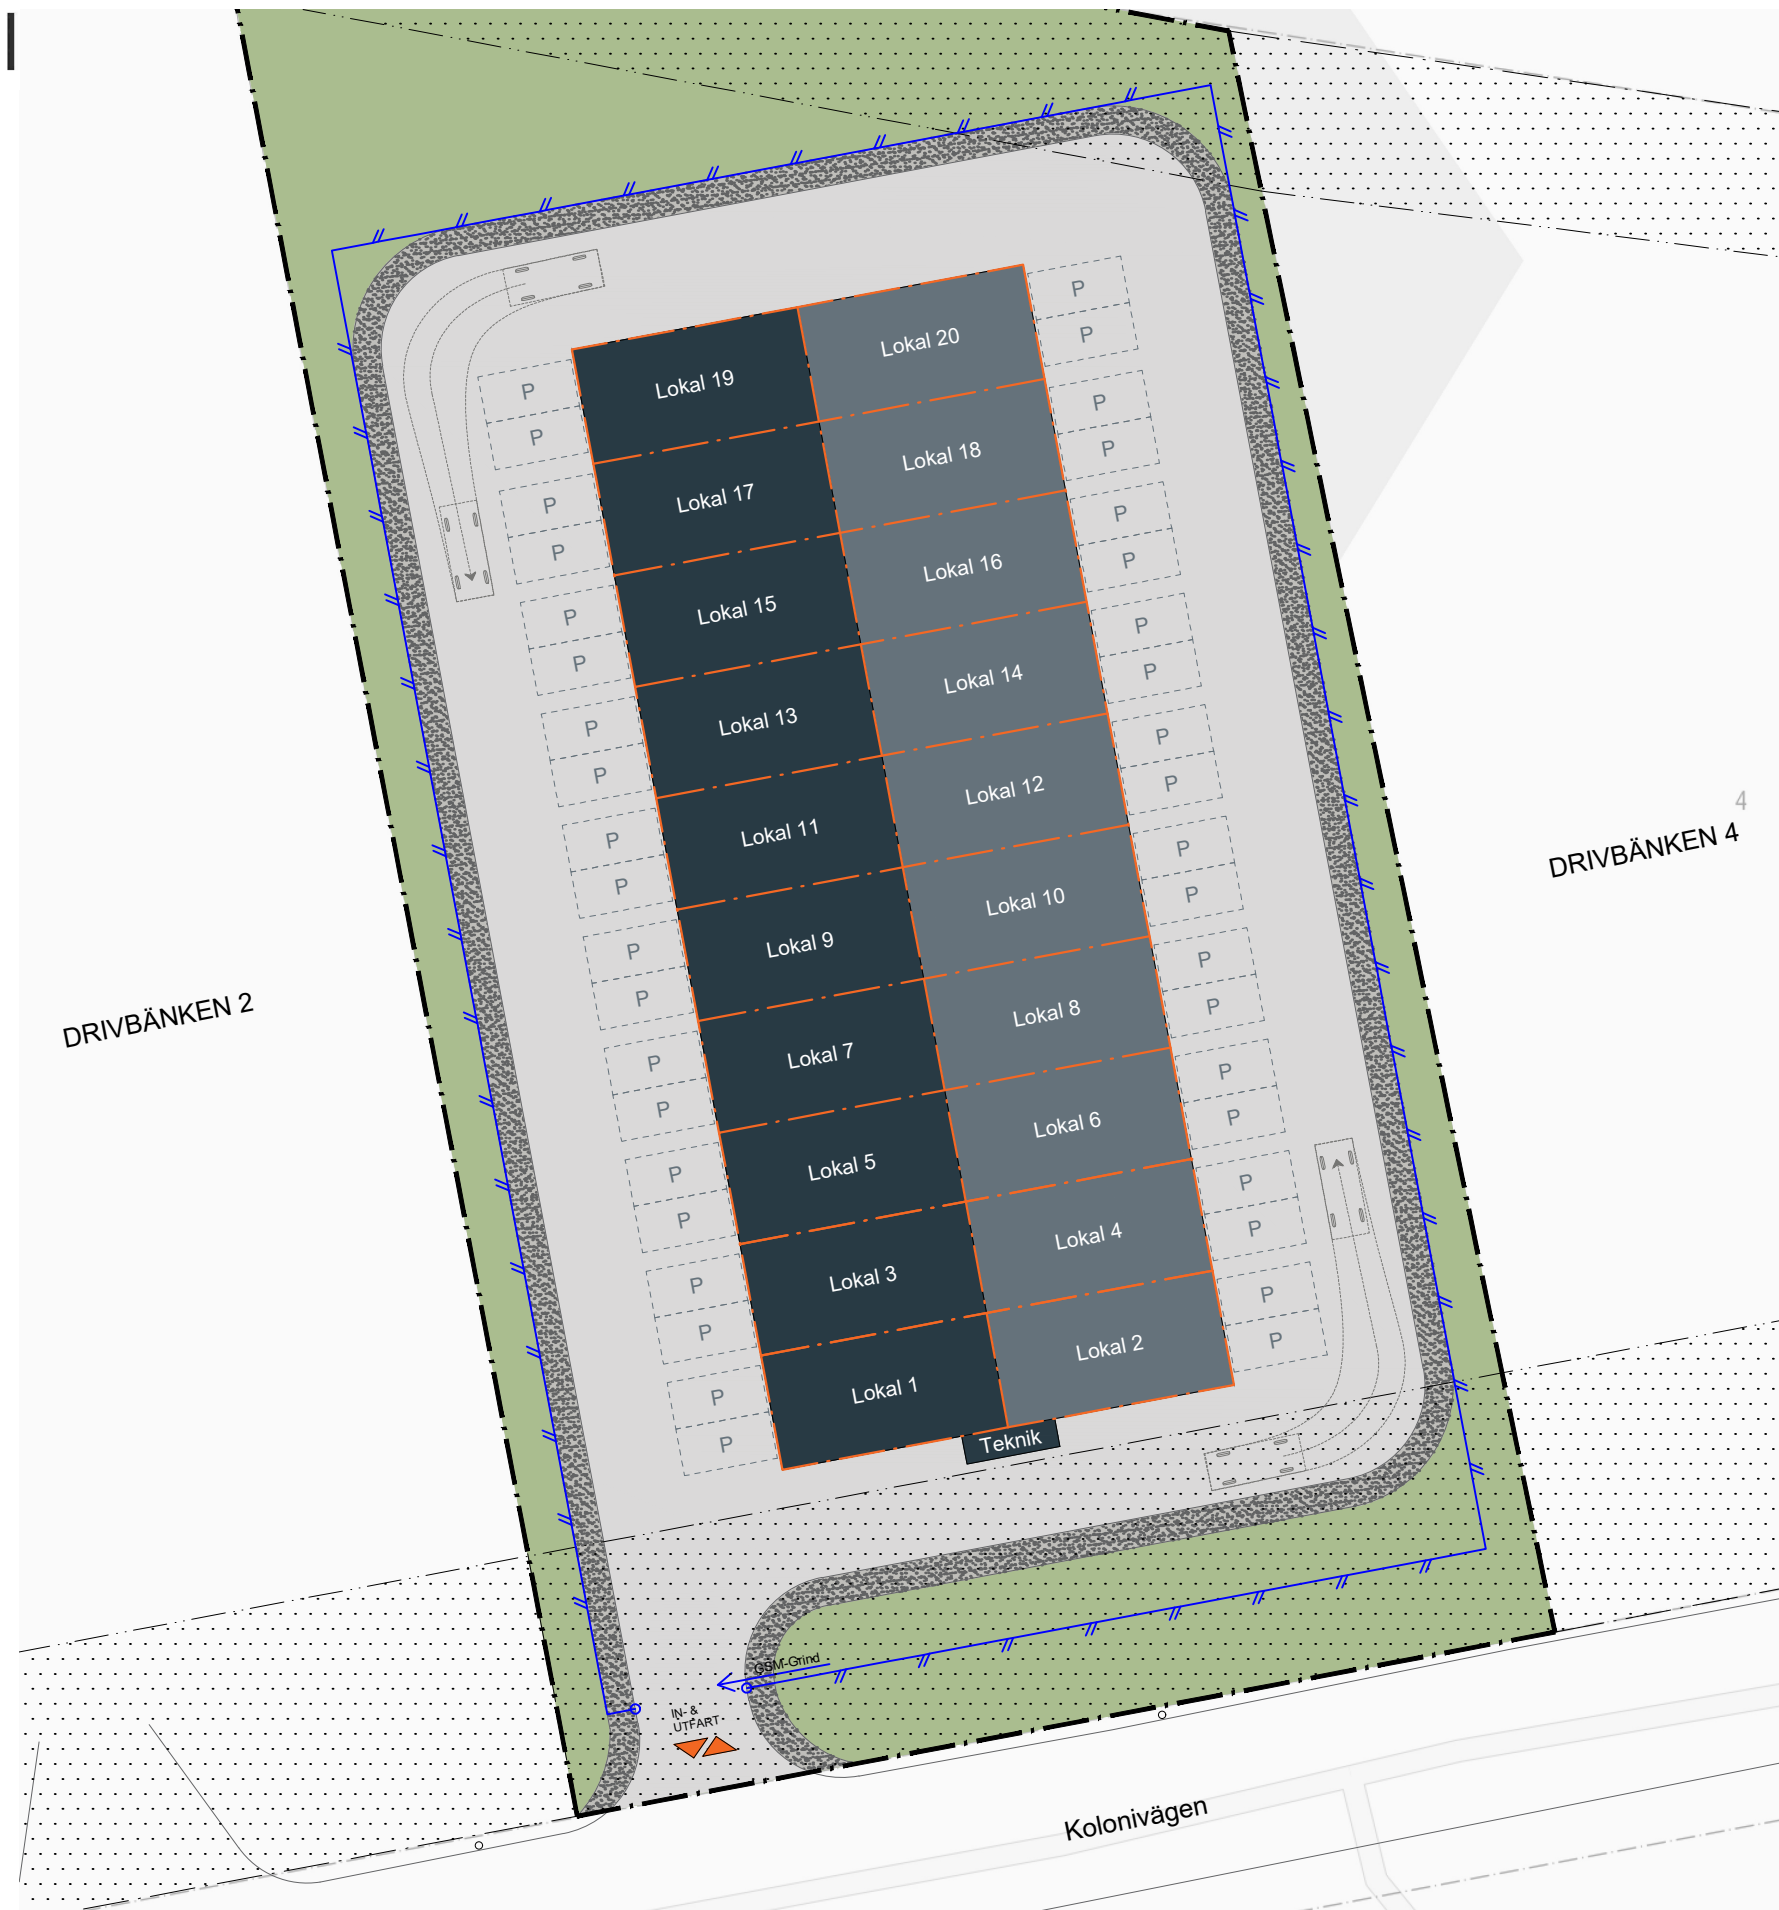 P
Lokal 20
P
Lokal 19
P
P
P
Lokal 18
P
P
Lokal 17
P
P
P
Lokal 16
P
P
Lokal 15
P
P
P
Lokal 14
P
P
Lokal 13
P
P
P
Lokal 12
P
4
DRIVBÄNKEN 4
P
Lokal 11
P
P
P
Lokal 10
P
P
Lokal 9
P
P
DRIVBÄNKEN 2
P
Lokal 8
P
P
Lokal 7
P
P
P
Lokal 6
P
P
Lokal 5
P
P
P
Lokal 4
P
P
Lokal 3
P
P
P
Lokal 2
P
P
Lokal 1
P
Teknik
GSM-Grind
IN- &
UTFART
Kolonivägen